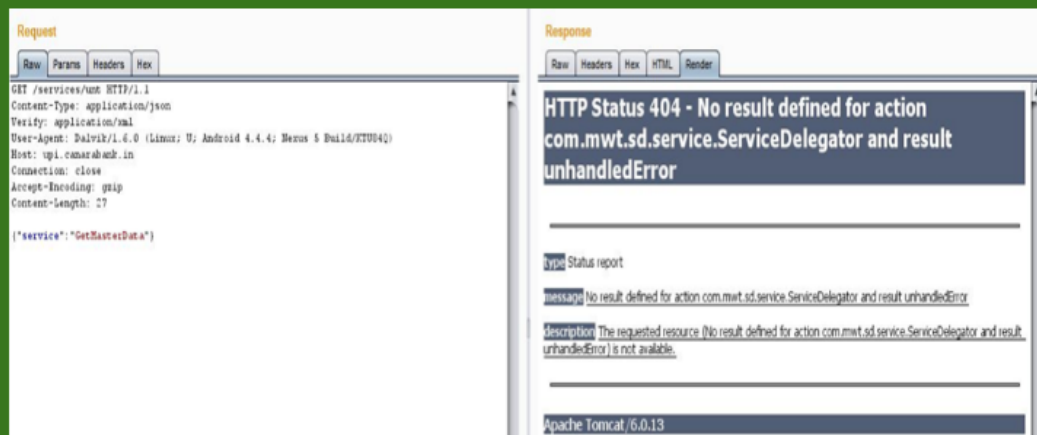 Request
Raw Params Headers Hex
GET /services/umt HTTP/1.1
Content-Type: application/json
Verify: application/xml
User-Agent: Dalvik/1.6.0 (Linux; U; Android 4.4.4; Nexus 5 Build/KTU84Q)
Host: upi.canarabank.in
Connection: close
Accept-Encoding: gzip
Content-Length: 27
{"service":"GetMasterData"}
Response
Raw Headers Hex HTML Render
HTTP Status 404 - No result defined for action
com.mwt.sd.service.ServiceDelegator and result
unhandledError
type Status report
message No result defined for action com.mwt.sd.service.ServiceDelegator and result unhandledError
description The requested resource (No result defined for action com.mwt.sd.service.ServiceDelegator and result
unhandledError) is not available.
Apache Tomcat/6.0.13